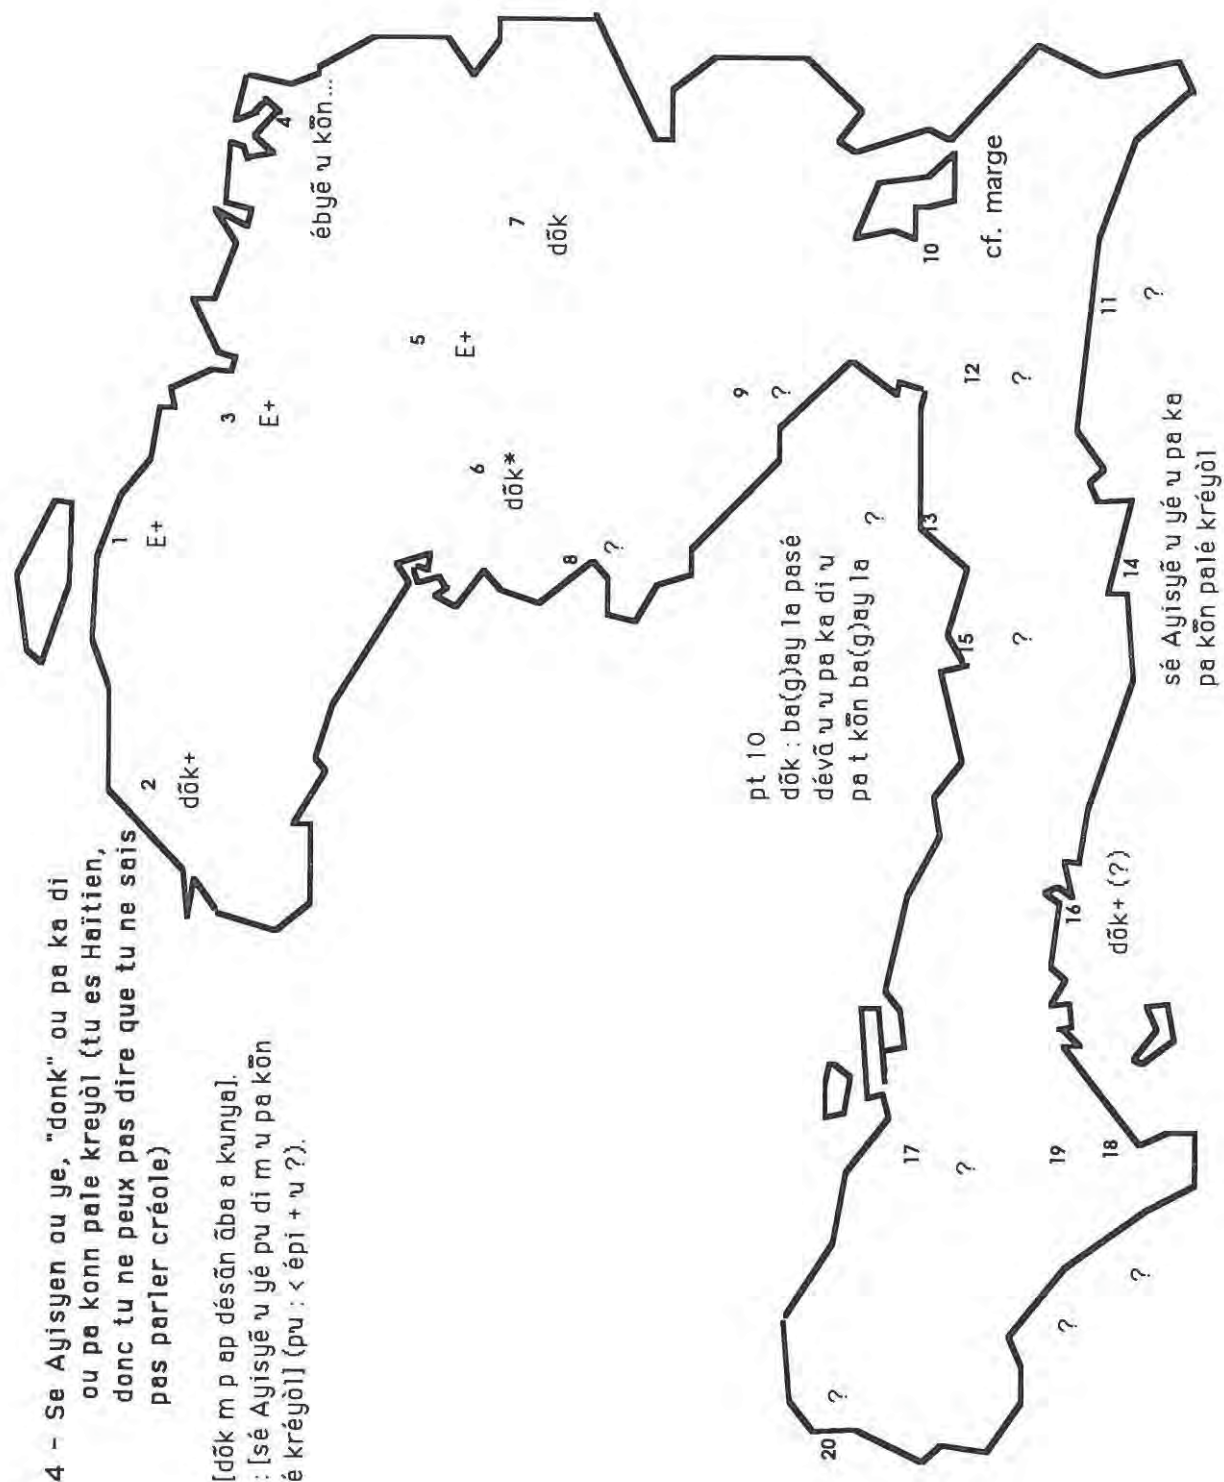 4 - Se Ayisyen ou ye, "donk" ou pa ka di
ou pa konn pale kreyòl (tu es Haïtien,
donc tu ne peux pas dire que tu ne sais
pas parler créole)
[dõk m p ap désãn ãba a kunya].
: [sé Ayisyẽ u yé pu di m u pa kȭn
é kréyòl] (pu : < épi + u ?).
1
E+
2
dõk+
3
E+
4
ébyẽ u kȭn...
5
E+
6
dõk*
7
dõk
8
?
9
?
10
cf. marge
pt 10
dõk : ba(g)ay la pasé
dévã u u pa ka di u
pa t kȭn ba(g)ay la
11
?
12
?
13
?
14
sé Ayisyẽ u yé u pa ka
pa kȭn palé kréyòl
15
?
16
dõk+ (?)
17
?
18
?
19
?
20
?